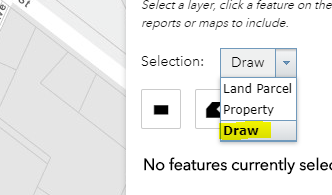 st
Select a layer, click a feature on the
reports or maps to include.
Selection: Draw
Land Parcel
Property
Draw
No features currently selec